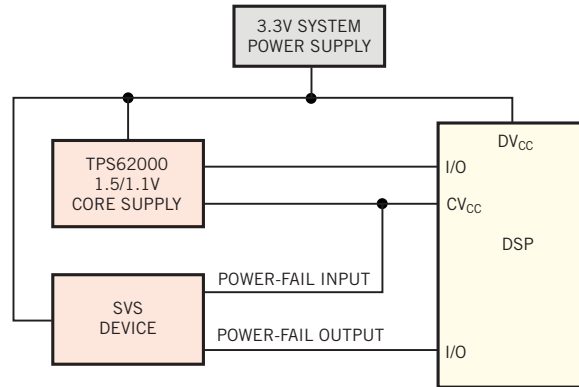 3.3V SYSTEM
POWER SUPPLY
DVCC
TPS62000
1.5/1.1V
CORE SUPPLY
I/O
CVCC
DSP
POWER-FAIL INPUT
SVS
DEVICE
POWER-FAIL OUTPUT
I/O